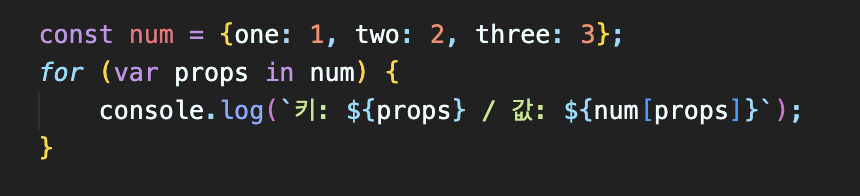 const num = {one: 1, two: 2, three: 3};
for (var props in num) {
    console.log(`키: ${props} / 값: ${num[props]}`);
}